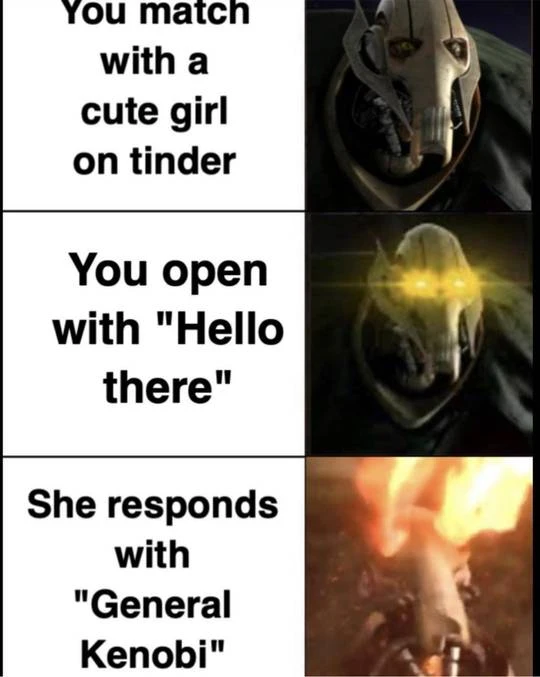 You match
with a
cute girl
on tinder
You open
with "Hello
there"
She responds
with
"General
Kenobi"